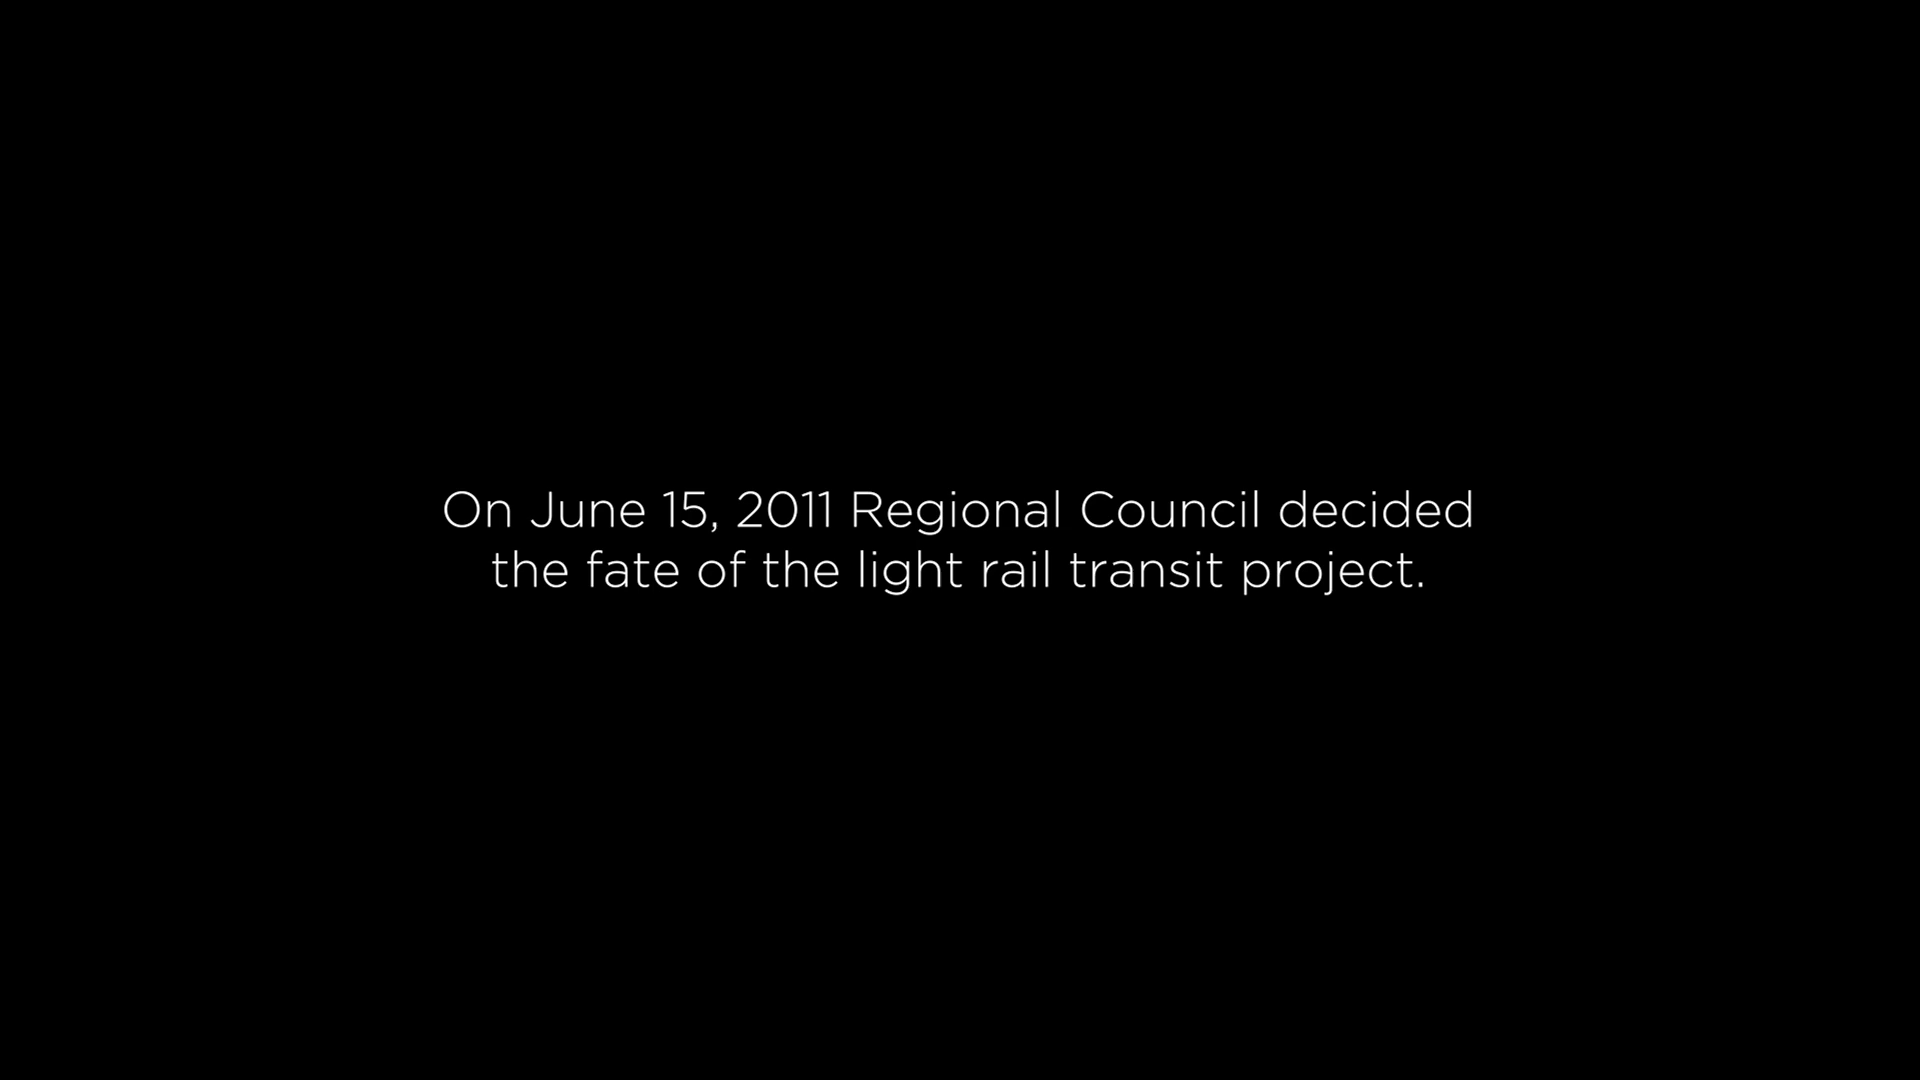 On June 15, 2011 Regional Council decided
the fate of the light rail transit project.